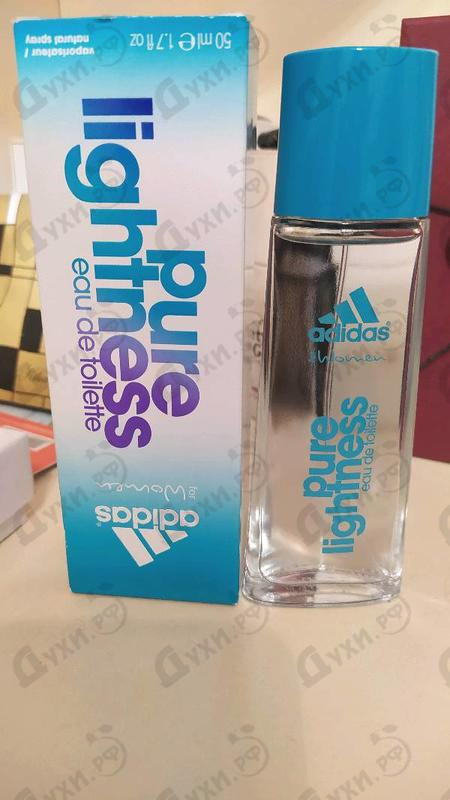 vaporisateur /
natural spray
50 ml e 1.7 fl oz
pure
lightness
eau de toilette
for
Women
adidas®
adidas®
for Women
pure
lightness
eau de toilette
Духи.РФ